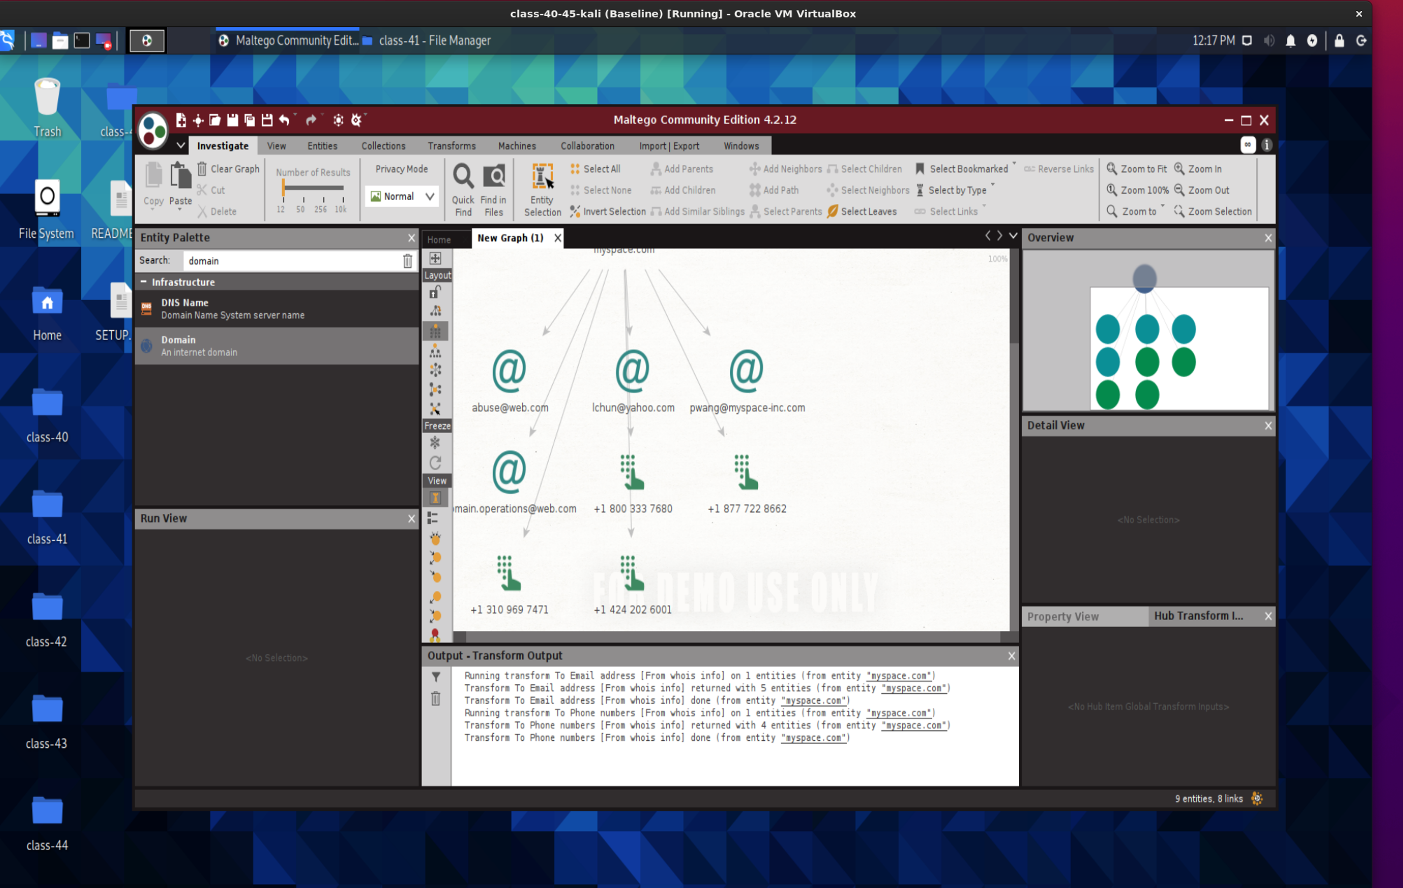 class-40-45-kali (Baseline) [Running] - Oracle VM VirtualBox
Maltego Community Edit...
class-41 - File Manager
12:17 PM
Trash
File System
READM
Home
SETUP.
class-40
class-41
class-42
class-43
class-44
Maltego Community Edition 4.2.12
Investigate View Entities Collections Transforms Machines Collaboration Import | Export Windows
Copy
Paste
Clear Graph
Cut
Delete
Number of Results
12 50 256 10k
Privacy Mode
Normal
Quick Find
Find in Files
Entity Selection
Select All
Select None
Invert Selection
Add Parents
Add Children
Add Similar Siblings
Add Neighbors
Add Path
Select Parents
Select Children
Select Neighbors
Select Leaves
Select Bookmarked
Select by Type
Select Links
Reverse Links
Zoom to Fit
Zoom 100%
Zoom to
Zoom In
Zoom Out
Zoom Selection
Entity Palette
Search: domain
Infrastructure
DNS Name
Domain Name System server name
Domain
An internet domain
Run View
<No Selection>
Home
New Graph (1)
Layout
Freeze
View
100%
myspace.com
abuse@web.com
lchun@yahoo.com
pwang@myspace-inc.com
main.operations@web.com
+1 800 333 7680
+1 877 722 8662
+1 310 969 7471
+1 424 202 6001
FOR DEMO USE ONLY
Output - Transform Output
Running transform To Email address [From whois info] on 1 entities (from entity "myspace.com")
Transform To Email address [From whois info] returned with 5 entities (from entity "myspace.com")
Transform To Email address [From whois info] done (from entity "myspace.com")
Running transform To Phone numbers [From whois info] on 1 entities (from entity "myspace.com")
Transform To Phone numbers [From whois info] returned with 4 entities (from entity "myspace.com")
Transform To Phone numbers [From whois info] done (from entity "myspace.com")
Overview
Detail View
<No Selection>
Property View
Hub Transform I...
<No Hub Item Global Transform Inputs>
9 entities, 8 links